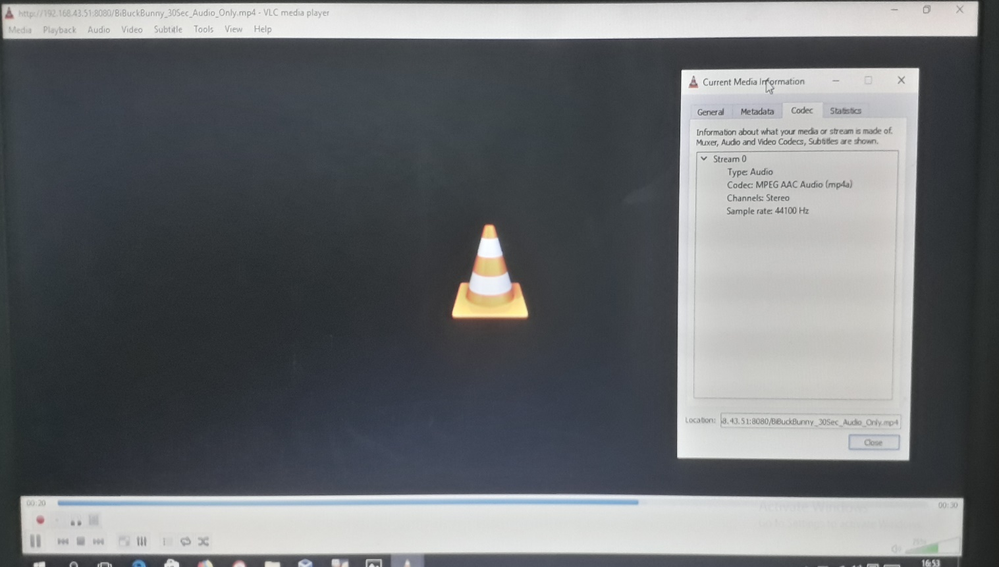 http://192.168.43.51:8080/BiBuckBunny_30Sec_Audio_Only.mp4 - VLC media player
Media Playback Audio Video Subtitle Tools View Help
Current Media Information
General Metadata Codec Statistics
Information about what your media or stream is made of.
Muxer, Audio and Video Codecs, Subtitles are shown.
Stream 0
Type: Audio
Codec: MPEG AAC Audio (mp4a)
Channels: Stereo
Sample rate: 44100 Hz
Location: 8.43.51:8080/BiBuckBunny_30Sec_Audio_Only.mp4
Close
00:20 00:30
Activate Windows
Go to Settings to activate Windows.
75%
16:53